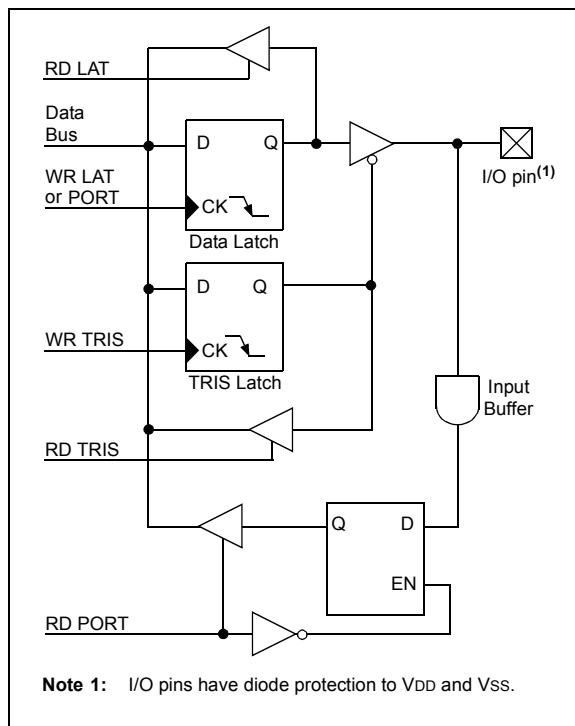 RD LAT
Data
Bus
D Q
WR LAT
or PORT
CK
Data Latch
I/O pin(1)
D Q
WR TRIS
CK
TRIS Latch
Input
Buffer
RD TRIS
Q D
EN
RD PORT
Note 1: I/O pins have diode protection to VDD and VSS.